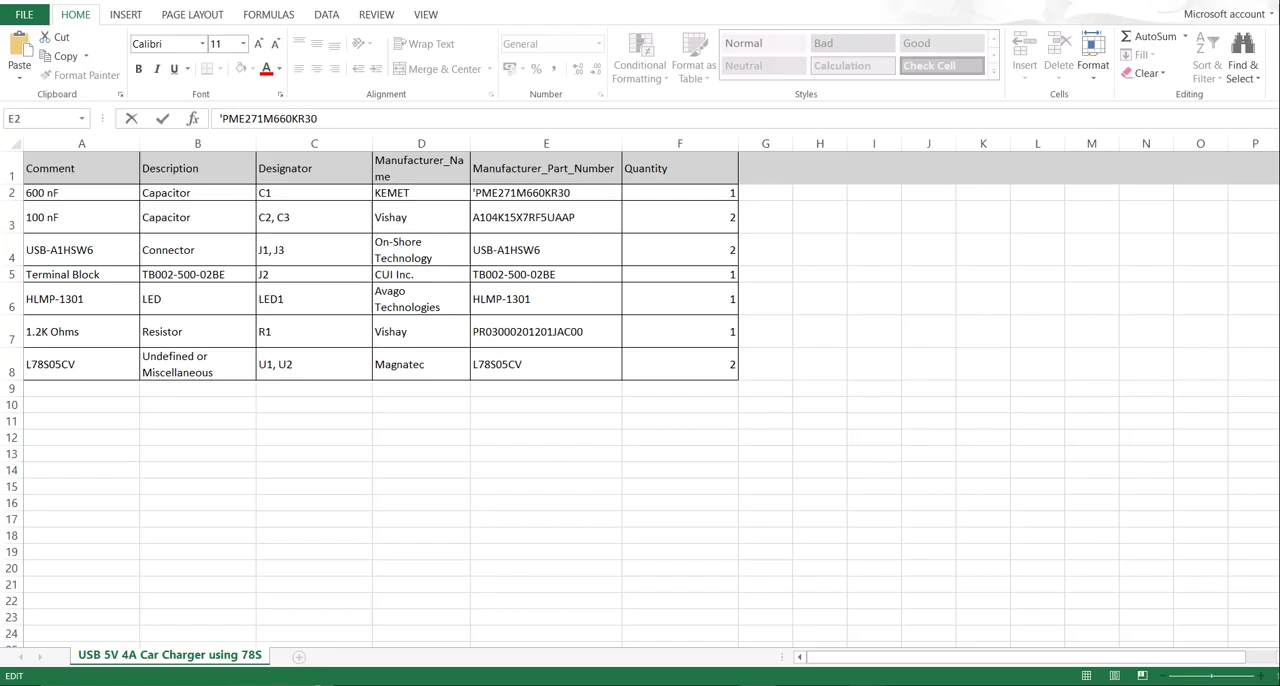 FILE HOME INSERT PAGE LAYOUT FORMULAS DATA REVIEW VIEW Microsoft account
Paste Cut Copy Format Painter Clipboard
Calibri 11 A A B I U A Font
Wrap Text Merge & Center Alignment
General % , Number
Conditional Formatting Format as Table Normal Bad Good Neutral Calculation Check Cell Styles
Insert Delete Format Cells
Σ AutoSum Fill Clear Sort & Filter Find & Select Editing
E2 fx 'PME271M660KR30
A B C D E F G H I J K L M N O P
1 Comment Description Designator Manufacturer_Name Manufacturer_Part_Number Quantity
2 600 nF Capacitor C1 KEMET 'PME271M660KR30 1
3 100 nF Capacitor C2, C3 Vishay A104K15X7RF5UAAP 2
4 USB-A1HSW6 Connector J1, J3 On-Shore Technology USB-A1HSW6 2
5 Terminal Block TB002-500-02BE J2 CUI Inc. TB002-500-02BE 1
6 HLMP-1301 LED LED1 Avago Technologies HLMP-1301 1
7 1.2K Ohms Resistor R1 Vishay PR03000201201JAC00 1
8 L78S05CV Undefined or Miscellaneous U1, U2 Magnatec L78S05CV 2
9
10
11
12
13
14
15
16
17
18
19
20
21
22
23
24
USB 5V 4A Car Charger using 78S
EDIT